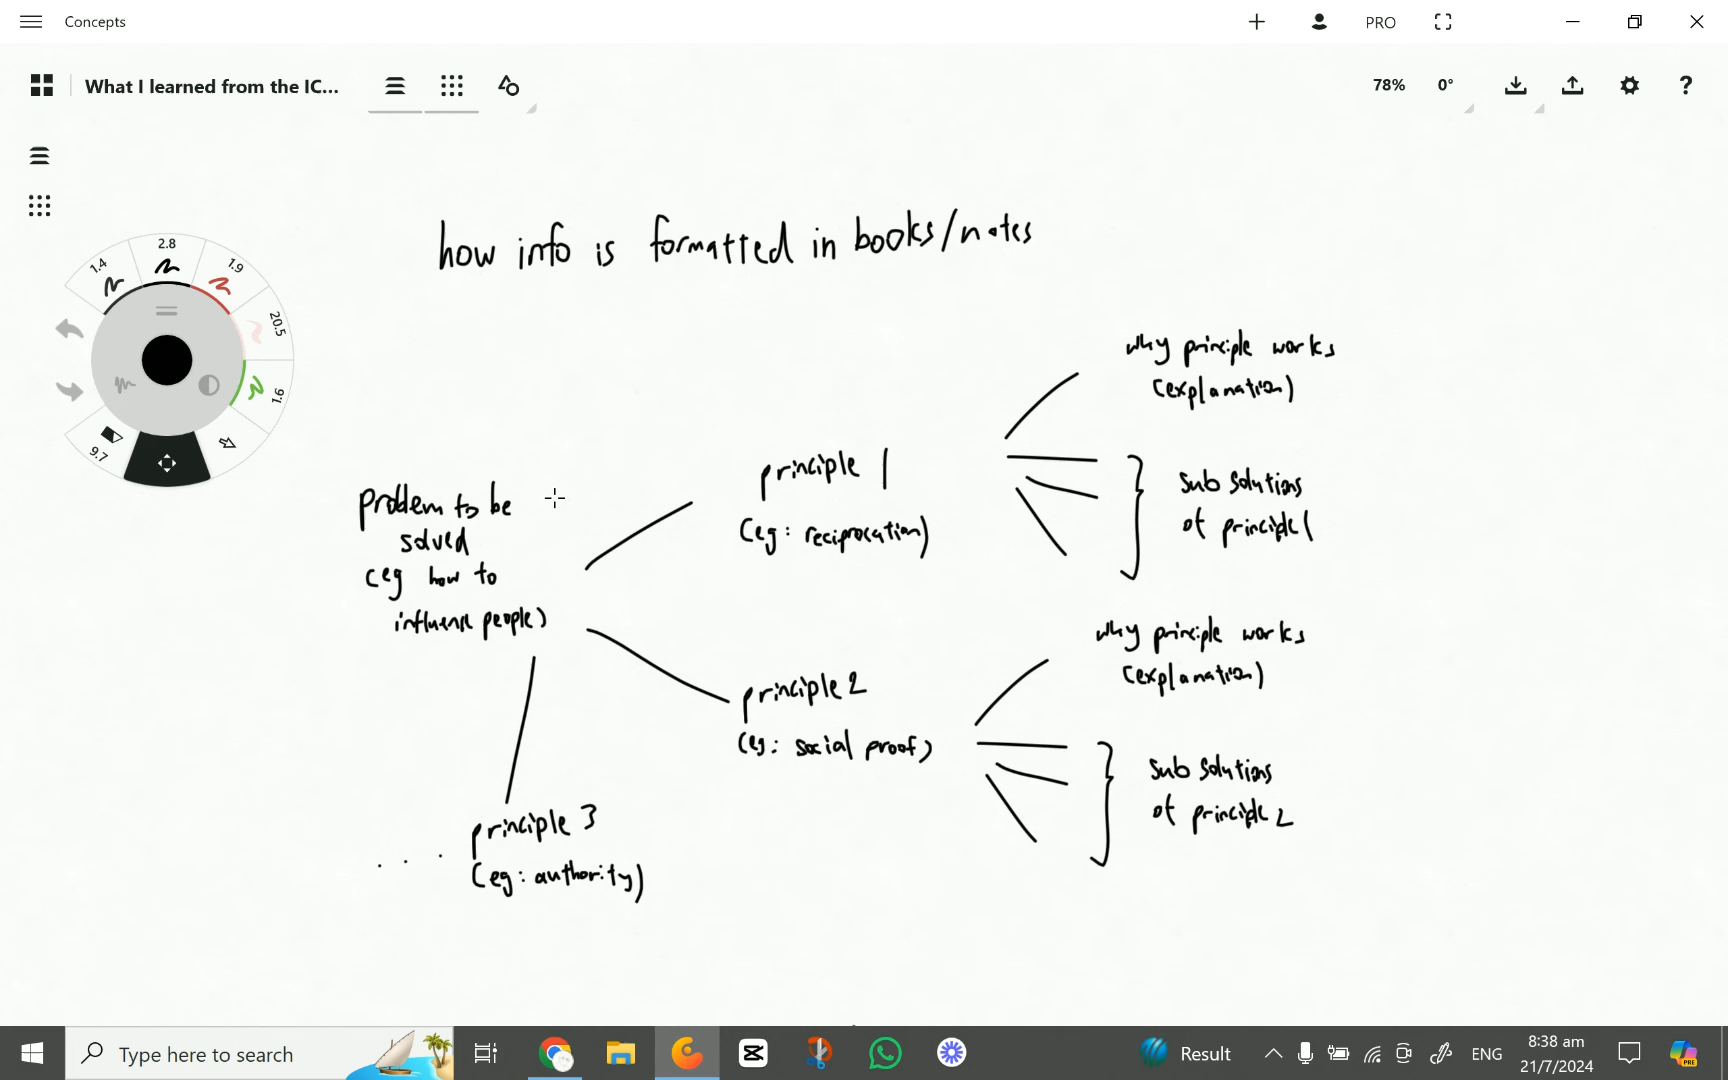 Concepts
PRO
What I learned from the IC...
78%
0°
1.4
2.8
1.9
20.5
1.6
9.7
how info is formatted in books/notes
problem to be
solved
(eg how to
influence people)
principle 1
(eg: reciprocation)
why principle works
(explanation)
sub solutions
of principle 1
principle 2
(eg: social proof)
why principle works
(explanation)
sub solutions
of principle 2
principle 3
(eg: authority)
. . .
Type here to search
Result
ENG
8:38 am
21/7/2024
PRE